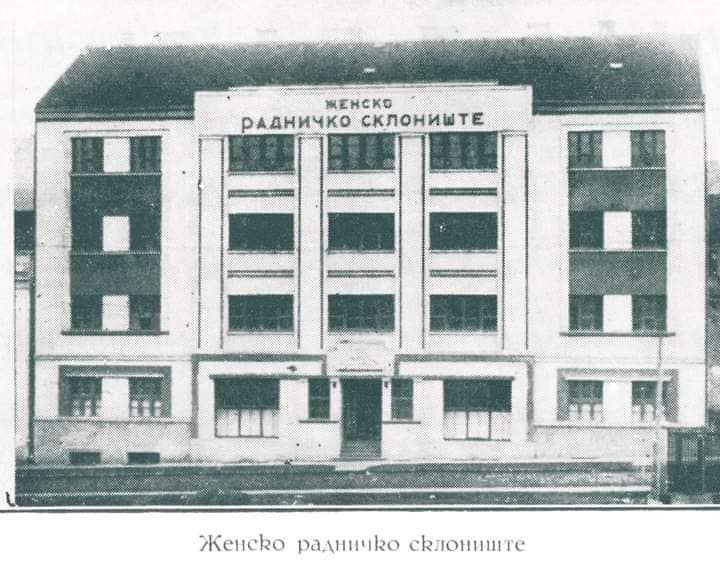 ЖЕНСКО
РАДНИЧКО СКЛОНИШТЕ
Женско радничко склониште